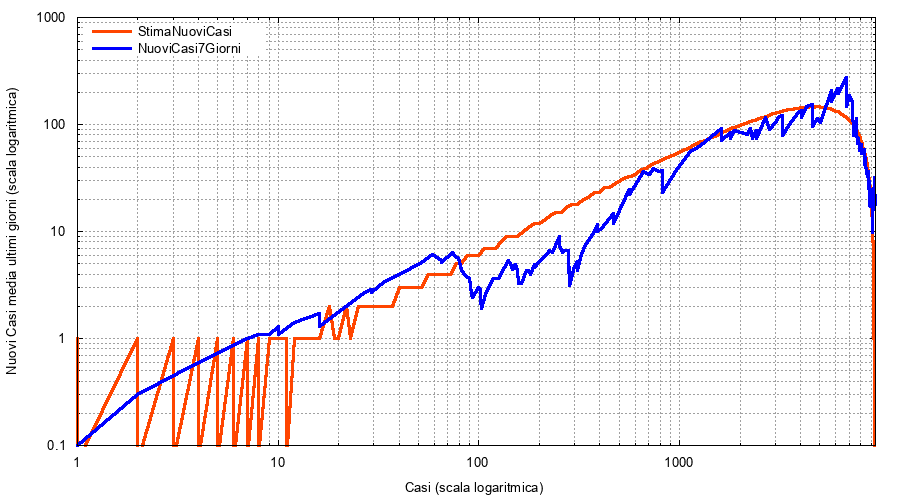 1000
100
10
1
0.1
StimaNuoviCasi
NuoviCasi7Giorni
Nuovi Casi media ultimi giorni (scala logaritmica)
1 10 100 1000
Casi (scala logaritmica)